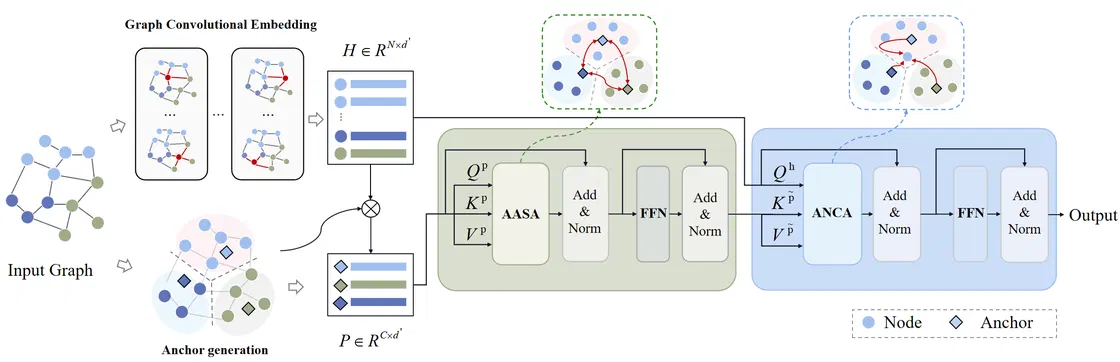 Graph Convolutional Embedding
H ∈ R^{N×d'}
...
...
...
...
⋮
Input Graph
Anchor generation
P ∈ R^{C×d'}
Q^p
K^p
V^p
AASA
Add
&
Norm
FFN
Add
&
Norm
Q^h
K^{p̃}
V^{p̃}
ANCA
Add
&
Norm
FFN
Add
&
Norm
Output
Node
Anchor